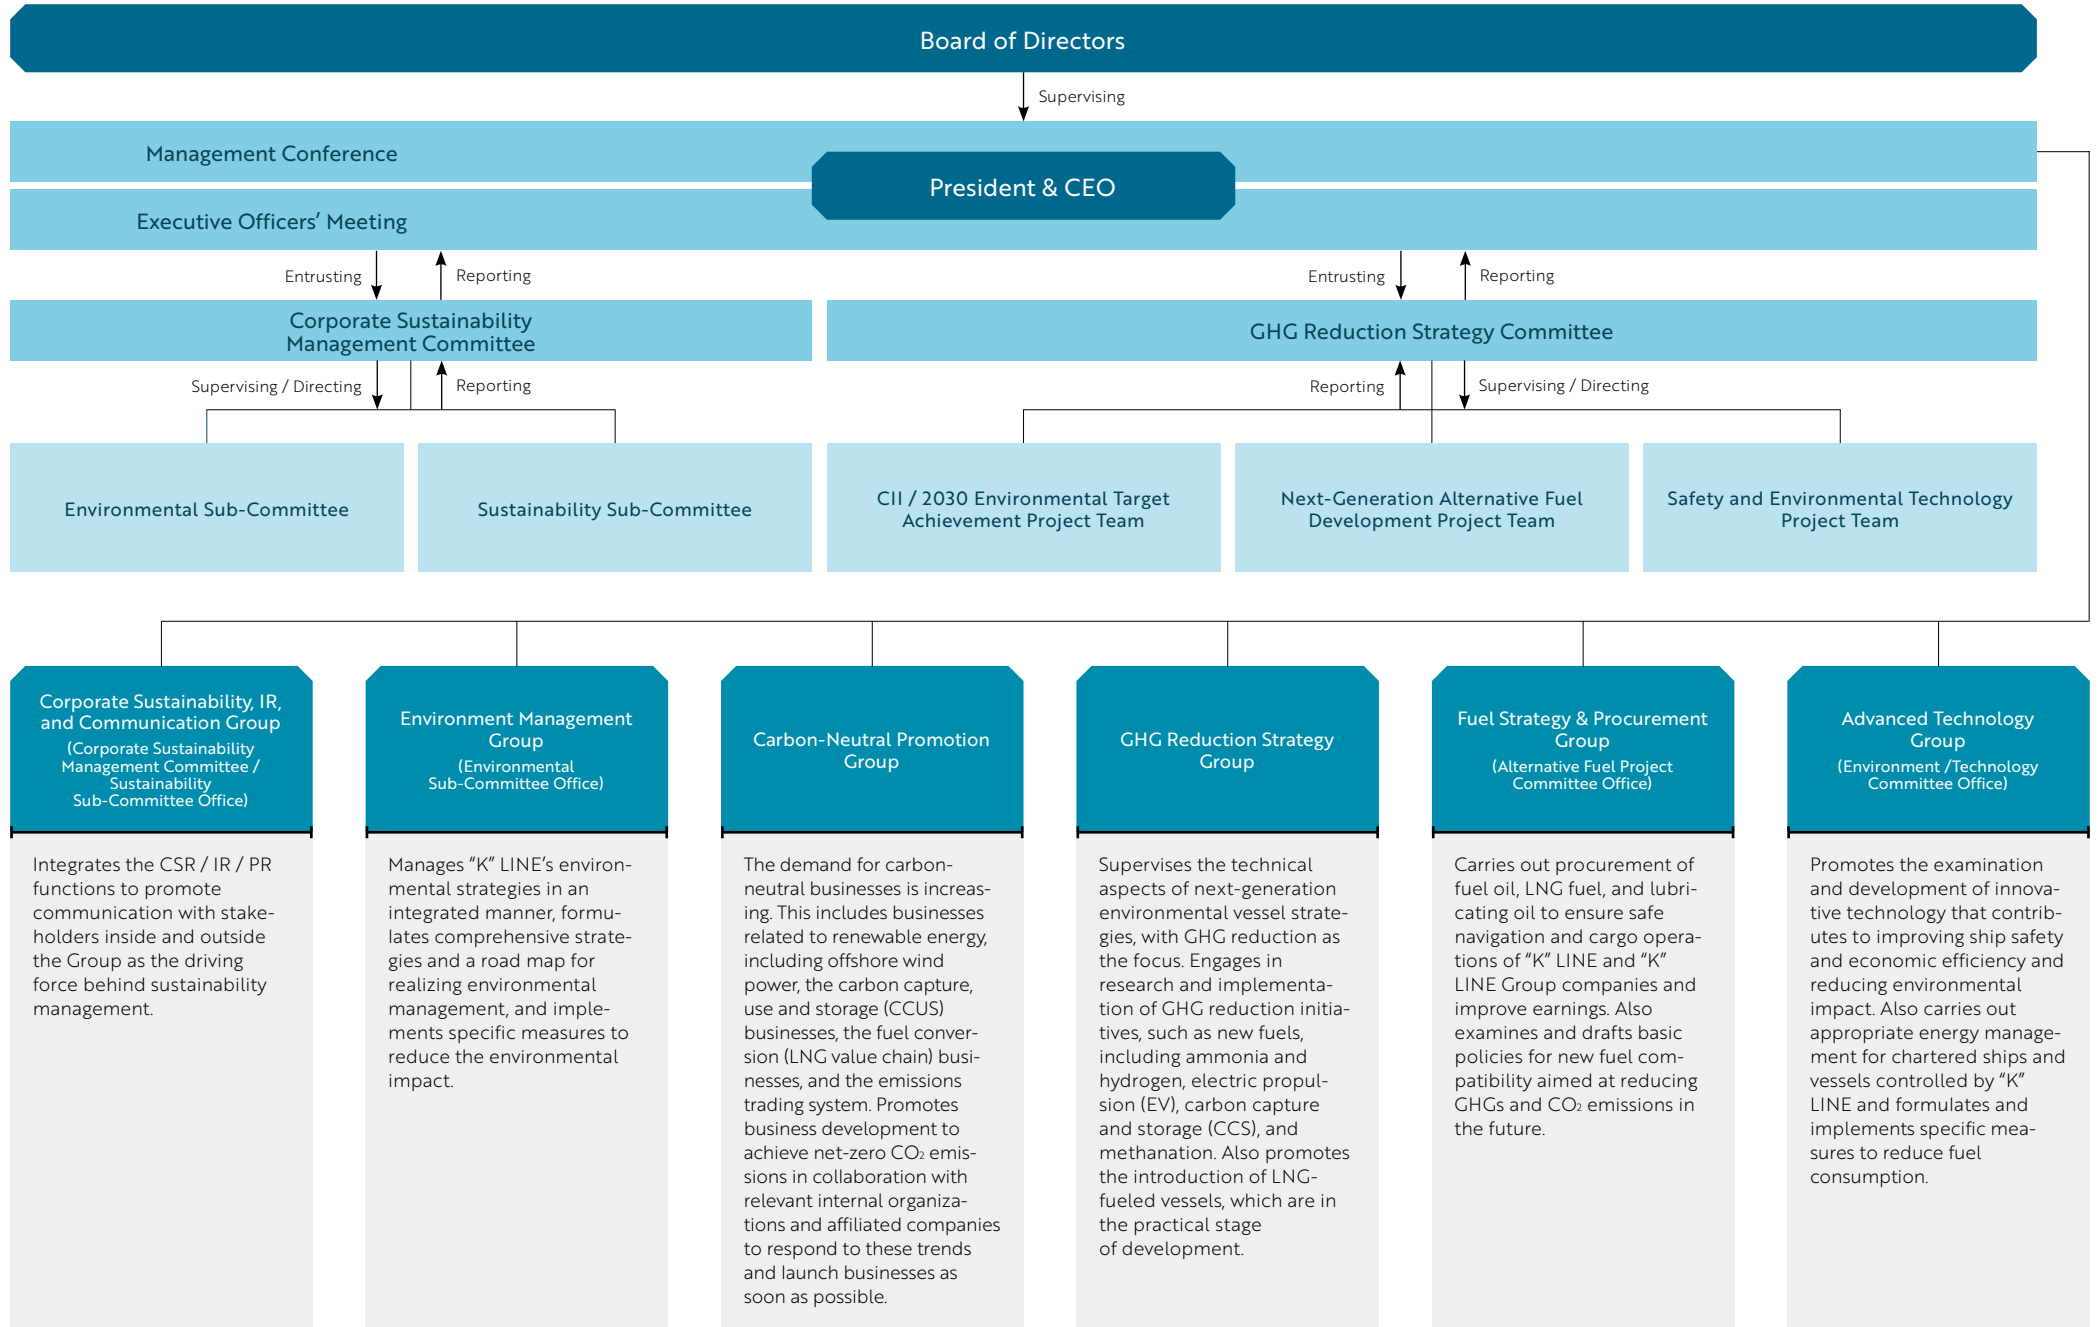 Board of Directors
Supervising
Management Conference
President & CEO
Executive Officers’ Meeting
Entrusting
Reporting
Entrusting
Reporting
Corporate Sustainability
Management Committee
GHG Reduction Strategy Committee
Supervising / Directing
Reporting
Reporting
Supervising / Directing
Environmental Sub-Committee
Sustainability Sub-Committee
CII / 2030 Environmental Target
Achievement Project Team
Next-Generation Alternative Fuel
Development Project Team
Safety and Environmental Technology
Project Team
Corporate Sustainability, IR,
and Communication Group
(Corporate Sustainability
Management Committee /
Sustainability
Sub-Committee Office)
Integrates the CSR / IR / PR
functions to promote
communication with stake-
holders inside and outside
the Group as the driving
force behind sustainability
management.
Environment Management
Group
(Environmental
Sub-Committee Office)
Manages “K” LINE’s environ-
mental strategies in an
integrated manner, formu-
lates comprehensive strate-
gies and a road map for
realizing environmental
management, and imple-
ments specific measures to
reduce the environmental
impact.
Carbon-Neutral Promotion
Group
The demand for carbon-
neutral businesses is increas-
ing. This includes businesses
related to renewable energy,
including offshore wind
power, the carbon capture,
use and storage (CCUS)
businesses, the fuel conver-
sion (LNG value chain) busi-
nesses, and the emissions
trading system. Promotes
business development to
achieve net-zero CO₂ emis-
sions in collaboration with
relevant internal organiza-
tions and affiliated companies
to respond to these trends
and launch businesses as
soon as possible.
GHG Reduction Strategy
Group
Supervises the technical
aspects of next-generation
environmental vessel strate-
gies, with GHG reduction as
the focus. Engages in
research and implementa-
tion of GHG reduction initia-
tives, such as new fuels,
including ammonia and
hydrogen, electric propul-
sion (EV), carbon capture
and storage (CCS), and
methanation. Also promotes
the introduction of LNG-
fueled vessels, which are in
the practical stage
of development.
Fuel Strategy & Procurement
Group
(Alternative Fuel Project
Committee Office)
Carries out procurement of
fuel oil, LNG fuel, and lubri-
cating oil to ensure safe
navigation and cargo opera-
tions of “K” LINE and “K”
LINE Group companies and
improve earnings. Also
examines and drafts basic
policies for new fuel com-
patibility aimed at reducing
GHGs and CO₂ emissions in
the future.
Advanced Technology
Group
(Environment /Technology
Committee Office)
Promotes the examination
and development of innova-
tive technology that contrib-
utes to improving ship safety
and economic efficiency and
reducing environmental
impact. Also carries out
appropriate energy manage-
ment for chartered ships and
vessels controlled by “K”
LINE and formulates and
implements specific mea-
sures to reduce fuel
consumption.